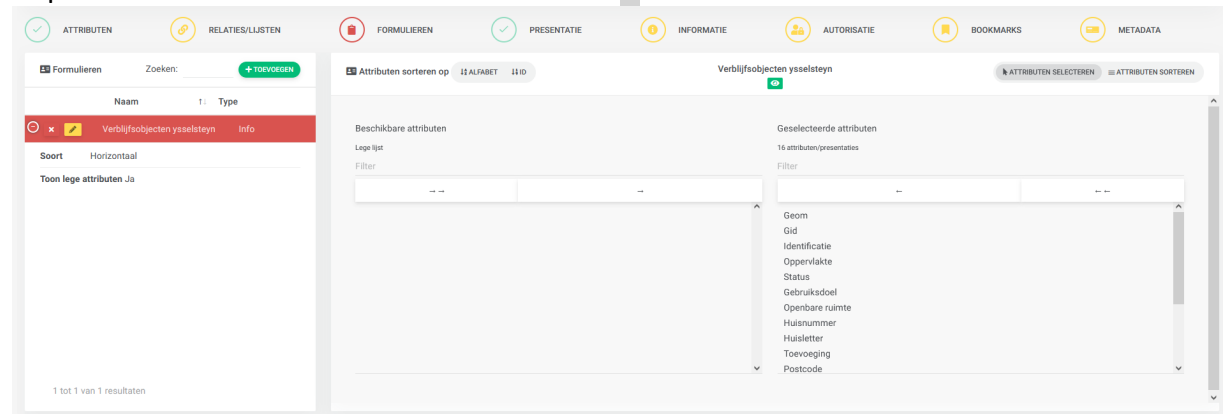 ATTRIBUTEN RELATIES/LIJSTEN FORMULIEREN PRESENTATIE INFORMATIE AUTORISATIE BOOKMARKS METADATA
Formulieren Zoeken: + TOEVOEGEN
Naam Type
Verblijfsobjecten ysselsteyn Info
Soort Horizontaal
Toon lege attributen Ja
1 tot 1 van 1 resultaten
Attributen sorteren op ALFABET ID
Verblijfsobjecten ysselsteyn
ATTRIBUTEN SELECTEREN ATTRIBUTEN SORTEREN
Beschikbare attributen
Lege lijst
Filter
→→ →
Geselecteerde attributen
16 attributen/presentaties
Filter
← ←←
Geom
Gid
Identificatie
Oppervlakte
Status
Gebruiksdoel
Openbare ruimte
Huisnummer
Huisletter
Toevoeging
Postcode